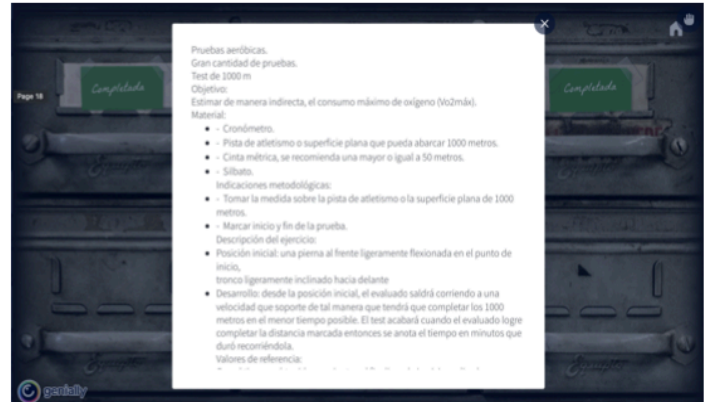 Pruebas aeróbicas.
Gran cantidad de pruebas.
Test de 1000 m
Objetivo:
Estimar de manera indirecta, el consumo máximo de oxígeno (Vo2máx).
Material:
- Cronómetro.
- Pista de atletismo o superficie plana que pueda abarcar 1000 metros.
- Cinta métrica, se recomienda una mayor o igual a 50 metros.
- Silbato.
Indicaciones metodológicas:
- Tomar la medida sobre la pista de atletismo o la superficie plana de 1000
metros.
- Marcar inicio y fin de la prueba.
Descripción del ejercicio:
Posición inicial: una pierna al frente ligeramente flexionada en el punto de
inicio,
tronco ligeramente inclinado hacia delante
Desarrollo: desde la posición inicial, el evaluado saldrá corriendo a una
velocidad que soporte de tal manera que tendrá que completar los 1000
metros en el menor tiempo posible. El test acabará cuando el evaluado logre
completar la distancia marcada entonces se anota el tiempo en minutos que
duró recorriéndola.
Valores de referencia:
Completada
Completada
Page 18
genially